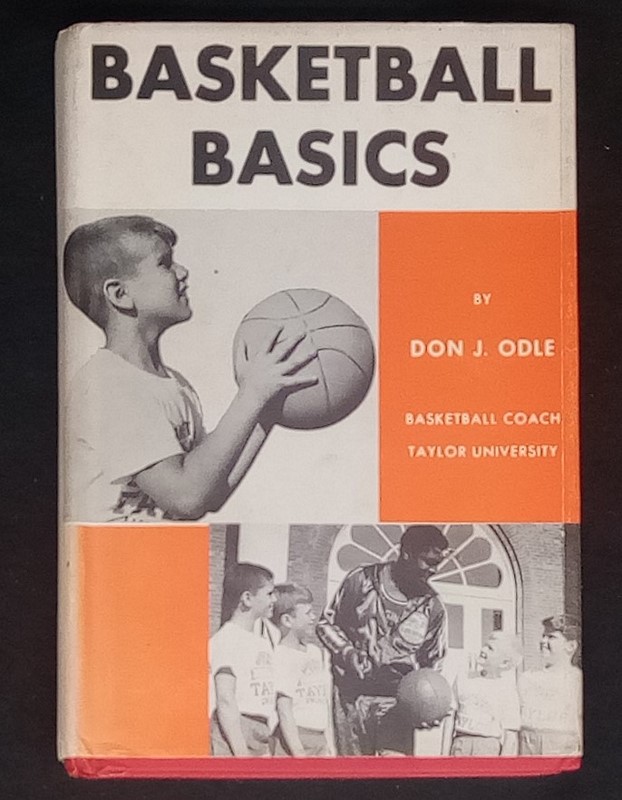 BASKETBALL
BASICS
BY
DON J. ODLE
BASKETBALL COACH
TAYLOR UNIVERSITY